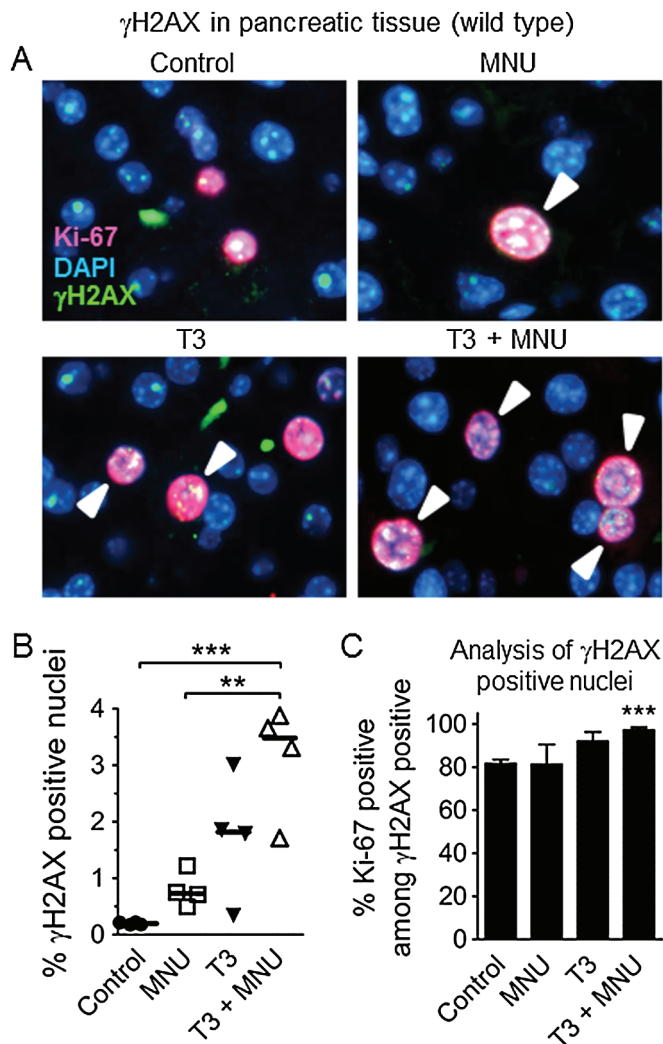 γH2AX in pancreatic tissue (wild type)
A
Control
MNU
Ki-67
DAPI
γH2AX
T3
T3 + MNU
B
% γH2AX positive nuclei
***
**
4
3
2
1
0
Control
MNU
T3
T3 + MNU
C
Analysis of γH2AX
positive nuclei
% Ki-67 positive
among γH2AX positive
***
100
80
60
40
20
0
Control
MNU
T3
T3 + MNU